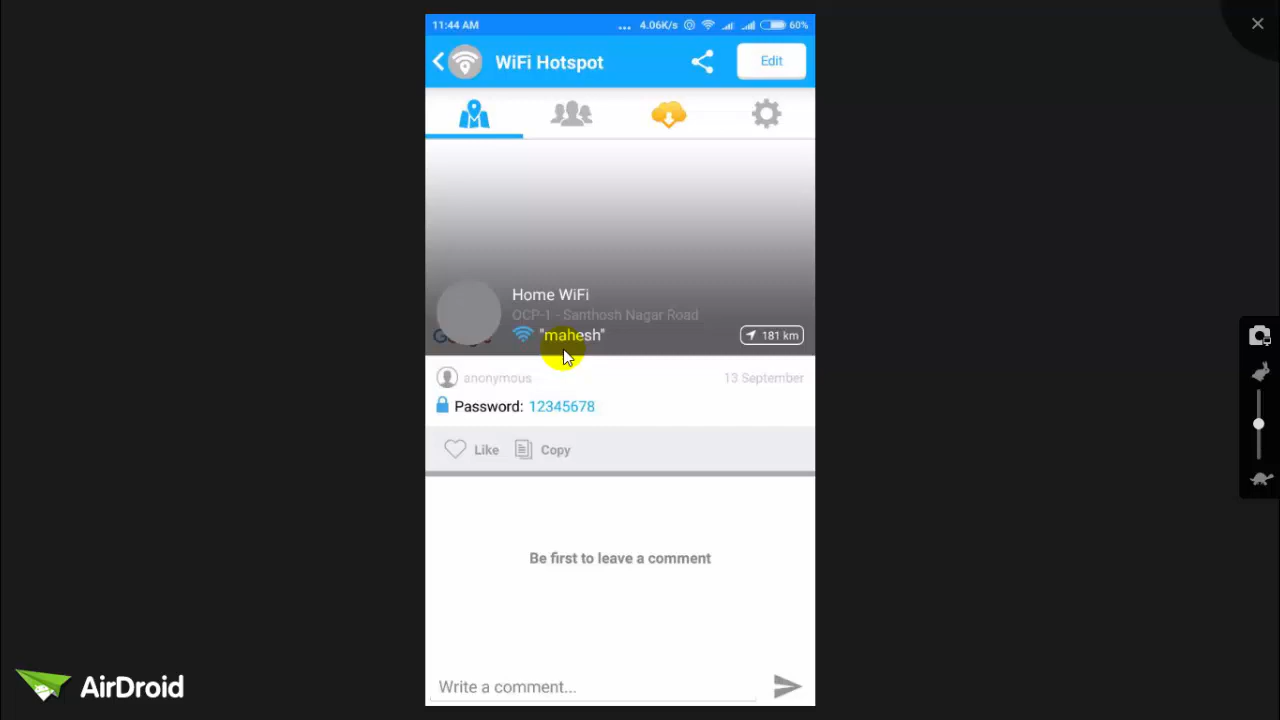 11:44 AM ... 4.06K/s 60%
WiFi Hotspot Edit
Home WiFi
OCP-1 - Santhosh Nagar Road
"mahesh" 181 km
anonymous 13 September
Password: 12345678
Like Copy
Be first to leave a comment
Write a comment...
AirDroid